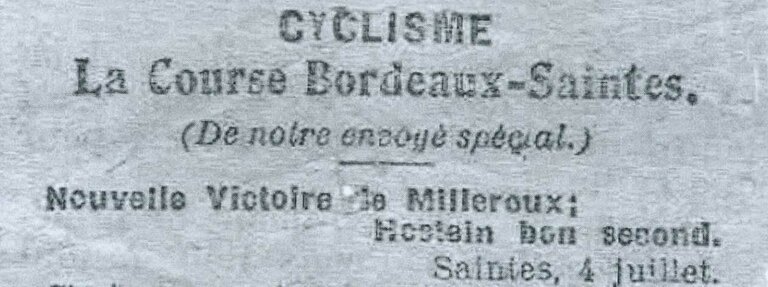 CYCLISME
La Course Bordeaux-Saintes.
(De notre envoyé spécial.)
Nouvelle Victoire de Milleroux;
Hostein bon second.
Saintes, 4 juillet.